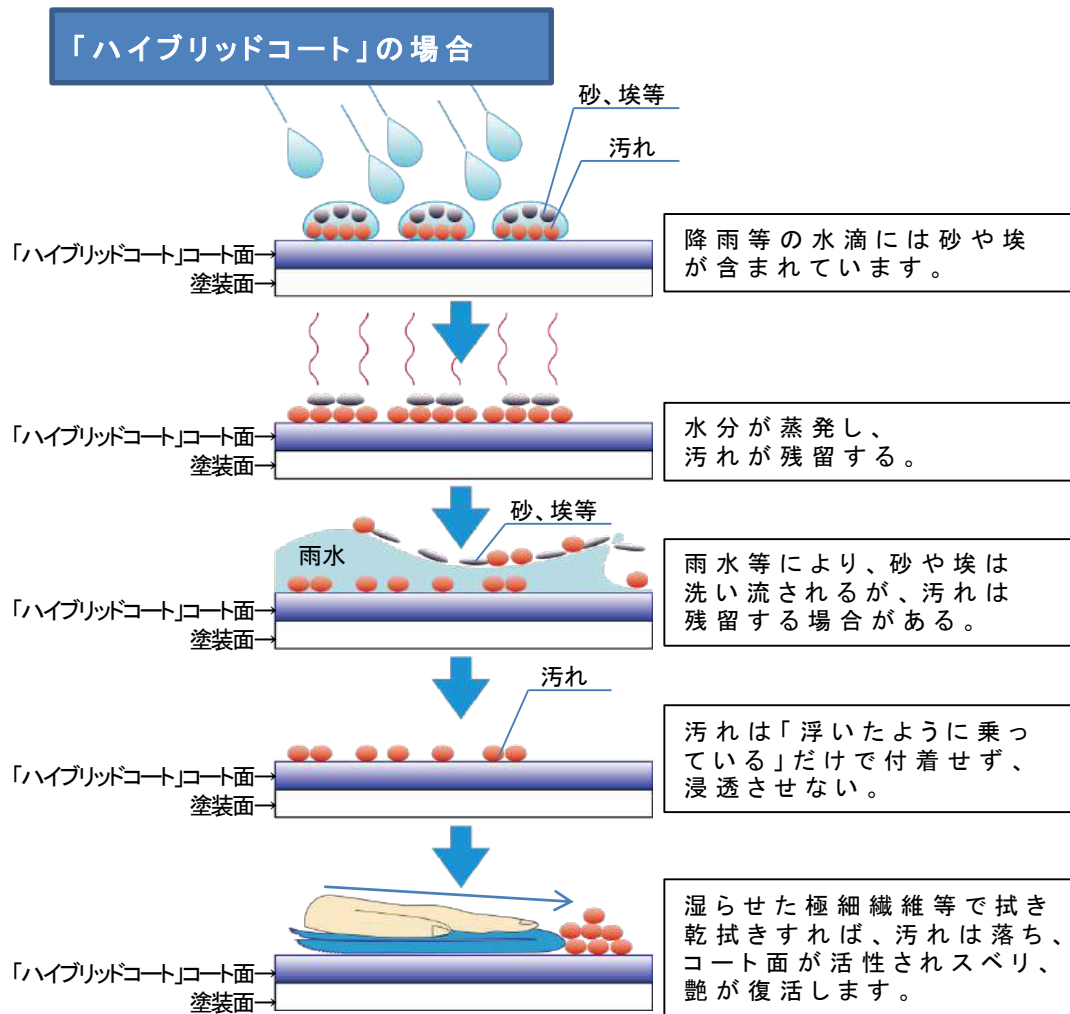 「ハイブリッドコート」の場合
砂、埃等
汚れ
「ハイブリッドコート」コート面→
塗装面→
降雨等の水滴には砂や埃
が含まれています。
「ハイブリッドコート」コート面→
塗装面→
水分が蒸発し、
汚れが残留する。
砂、埃等
雨水
「ハイブリッドコート」コート面→
塗装面→
雨水等により、砂や埃は
洗い流されるが、汚れは
残留する場合がある。
汚れ
「ハイブリッドコート」コート面→
塗装面→
汚れは「浮いたように乗っ
ている」だけで付着せず、
浸透させない。
「ハイブリッドコート」コート面→
塗装面→
湿らせた極細繊維等で拭き
乾拭きすれば、汚れは落ち、
コート面が活性されスベリ、
艶が復活します。